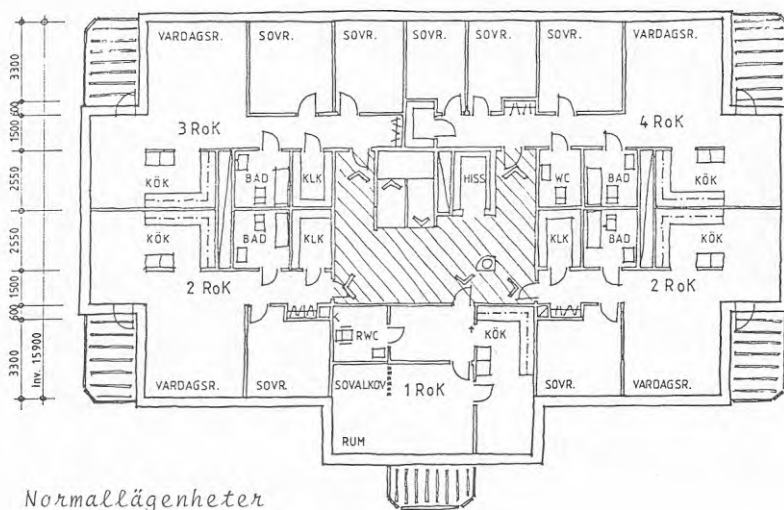 VARDAGSR. SOVR. SOVR. SOVR. SOVR. SOVR. VARDAGSR.
3300
600
3 RoK 4 RoK
1500
KÖK BAD KLK HISS WC BAD KÖK
2550
2550
KÖK BAD KLK KLK BAD KÖK
2 RoK 2 RoK
1500
600
RWC KÖK
3300
Inv. 15900
VARDAGSR. SOVR. SOVALKOV 1 RoK SOVR. VARDAGSR.
RUM
Normallägenheter